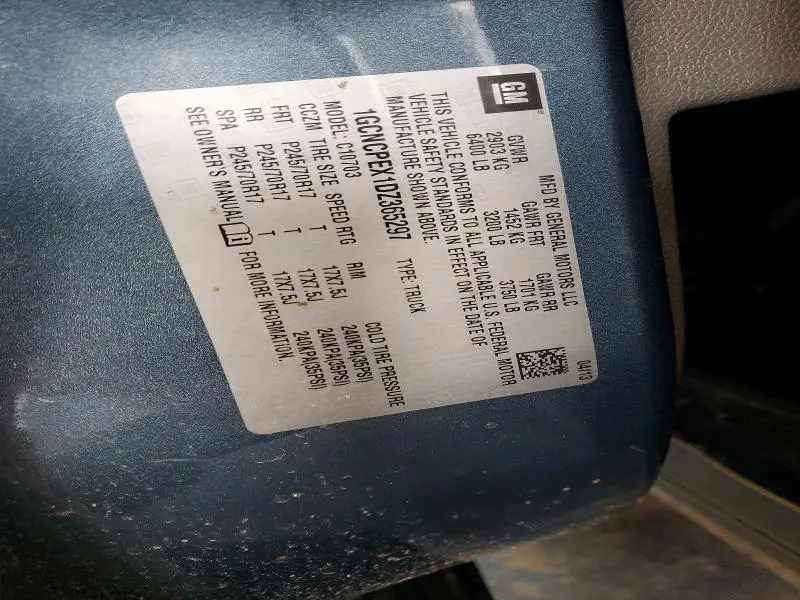 GM
MFD BY GENERAL MOTORS LLC
04/13
GVWR GAWR FRT GAWR RR
2903 KG 1452 KG 1701 KG
6400 LB 3200 LB 3750 LB
THIS VEHICLE CONFORMS TO ALL APPLICABLE U.S. FEDERAL MOTOR
VEHICLE SAFETY STANDARDS IN EFFECT ON THE DATE OF
MANUFACTURE SHOWN ABOVE.
1GCNCPEX1DZ365297 TYPE: TRUCK
MODEL: C10703
CCZM TIRE SIZE SPEED RTG RIM COLD TIRE PRESSURE
FRT P245/70R17 T 17X7.5J 240KPA(35PSI)
RR P245/70R17 T 17X7.5J 240KPA(35PSI)
SPA P245/70R17 T 17X7.5J 240KPA(35PSI)
SEE OWNER'S MANUAL FOR MORE INFORMATION.